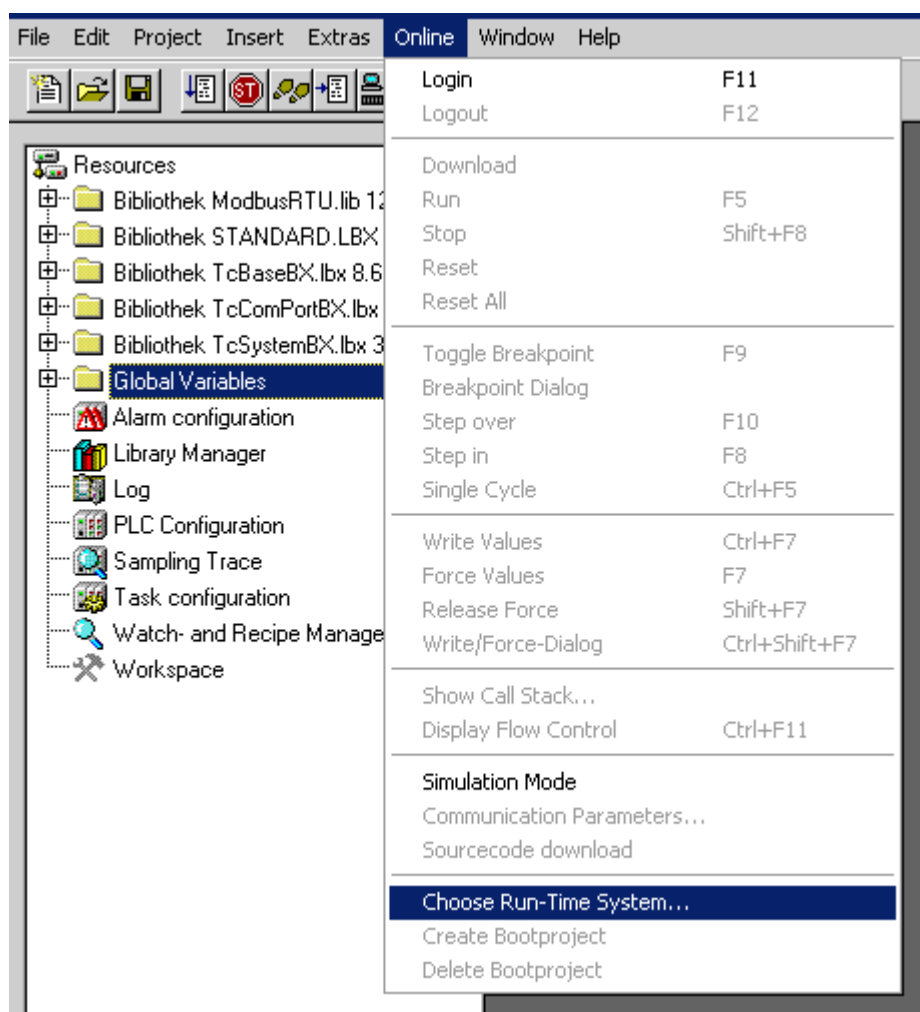 File Edit Project Insert Extras Online Window Help
ST
Resources
Bibliothek ModbusRTU.lib
Bibliothek STANDARD.LBX
Bibliothek TcBaseBX.lbx 8.6
Bibliothek TcComPortBX.lbx
Bibliothek TcSystemBX.lbx 3
Global Variables
Alarm configuration
Library Manager
Log
PLC Configuration
Sampling Trace
Task configuration
Watch- and Recipe Manage
Workspace
Login F11
Logout F12
Download
Run F5
Stop Shift+F8
Reset
Reset All
Toggle Breakpoint F9
Breakpoint Dialog
Step over F10
Step in F8
Single Cycle Ctrl+F5
Write Values Ctrl+F7
Force Values F7
Release Force Shift+F7
Write/Force-Dialog Ctrl+Shift+F7
Show Call Stack...
Display Flow Control Ctrl+F11
Simulation Mode
Communication Parameters...
Sourcecode download
Choose Run-Time System...
Create Bootproject
Delete Bootproject